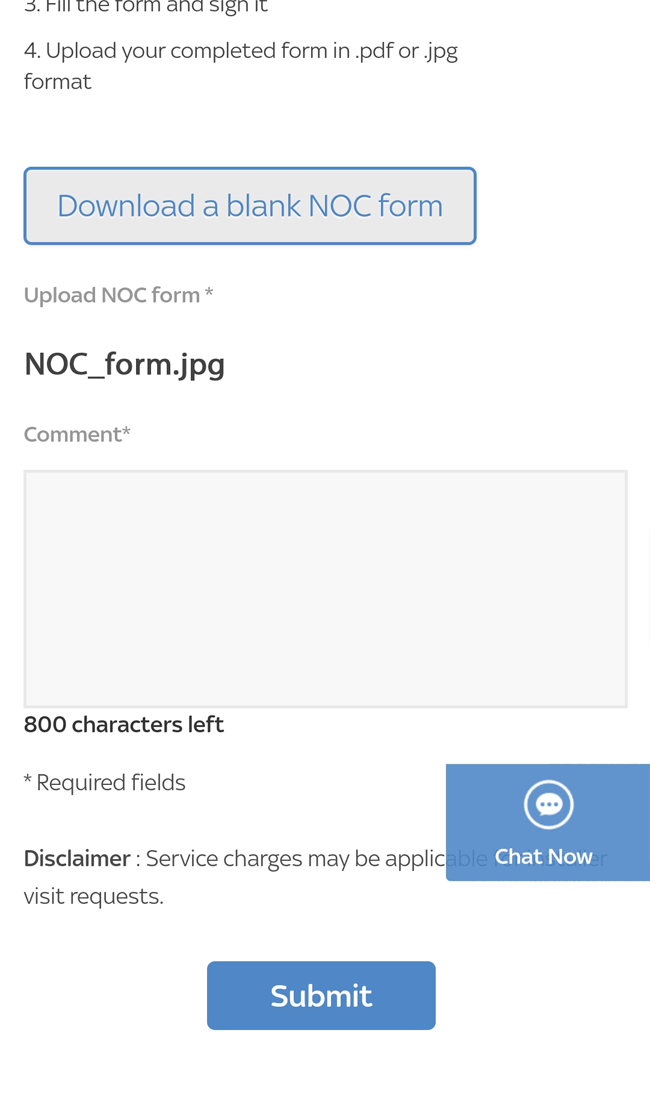 3. Fill the form and sign it
4. Upload your completed form in .pdf or .jpg
format
Download a blank NOC form
Upload NOC form *
NOC_form.jpg
Comment*
800 characters left
* Required fields
Disclaimer : Service charges may be applicable
visit requests.
Chat Now
Submit